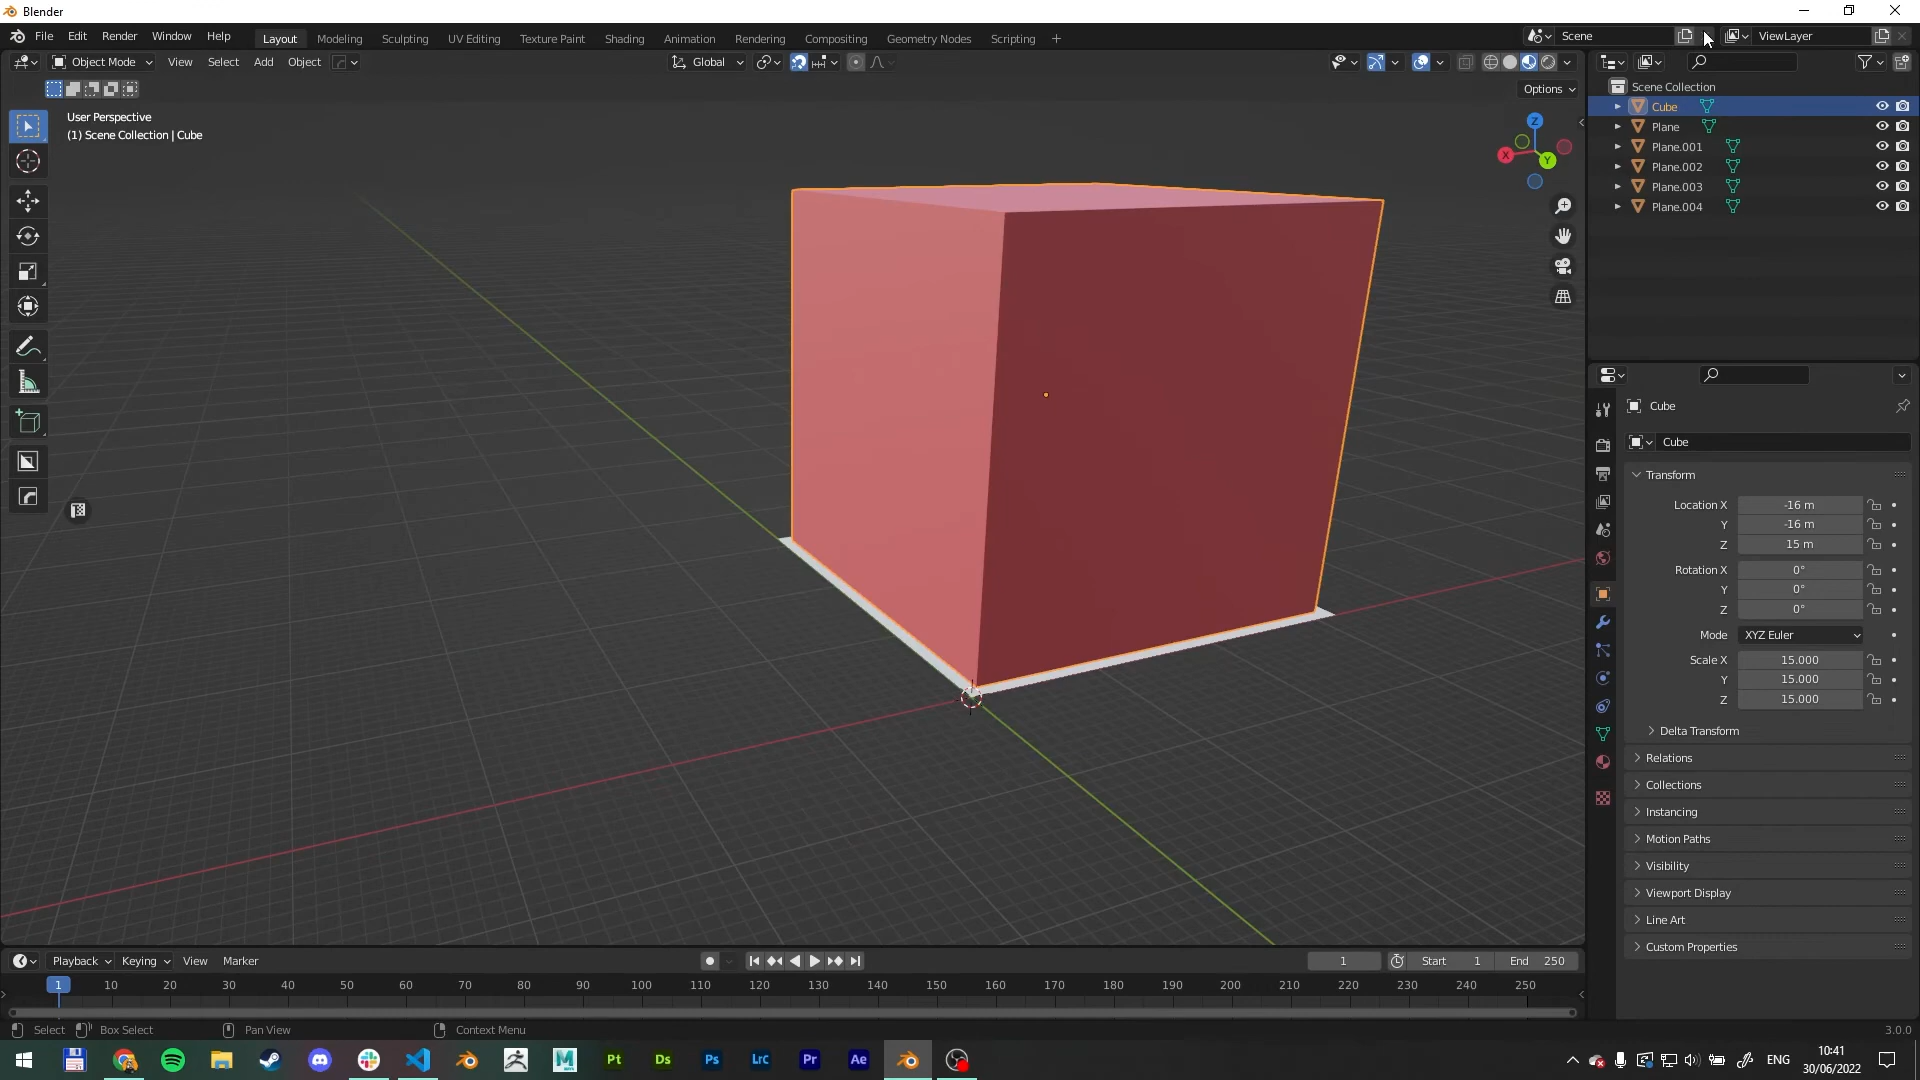 Blender
File Edit Render Window Help Layout Modeling Sculpting UV Editing Texture Paint Shading Animation Rendering Compositing Geometry Nodes Scripting + Scene ViewLayer
Object Mode View Select Add Object Global
Options
User Perspective
(1) Scene Collection | Cube
Z
X
Y
Scene Collection
Cube
Plane
Plane.001
Plane.002
Plane.003
Plane.004
Cube
Cube
Transform
Location X -16 m
Y -16 m
Z 15 m
Rotation X 0°
Y 0°
Z 0°
Mode XYZ Euler
Scale X 15.000
Y 15.000
Z 15.000
Delta Transform
Relations
Collections
Instancing
Motion Paths
Visibility
Viewport Display
Line Art
Custom Properties
Playback Keying View Marker 1 Start 1 End 250
1 10 20 30 40 50 60 70 80 90 100 110 120 130 140 150 160 170 180 190 200 210 220 230 240 250
Select Box Select Pan View Context Menu 3.0.0
M Pt Ds Ps Lrc Pr Ae ENG 10:41
30/06/2022